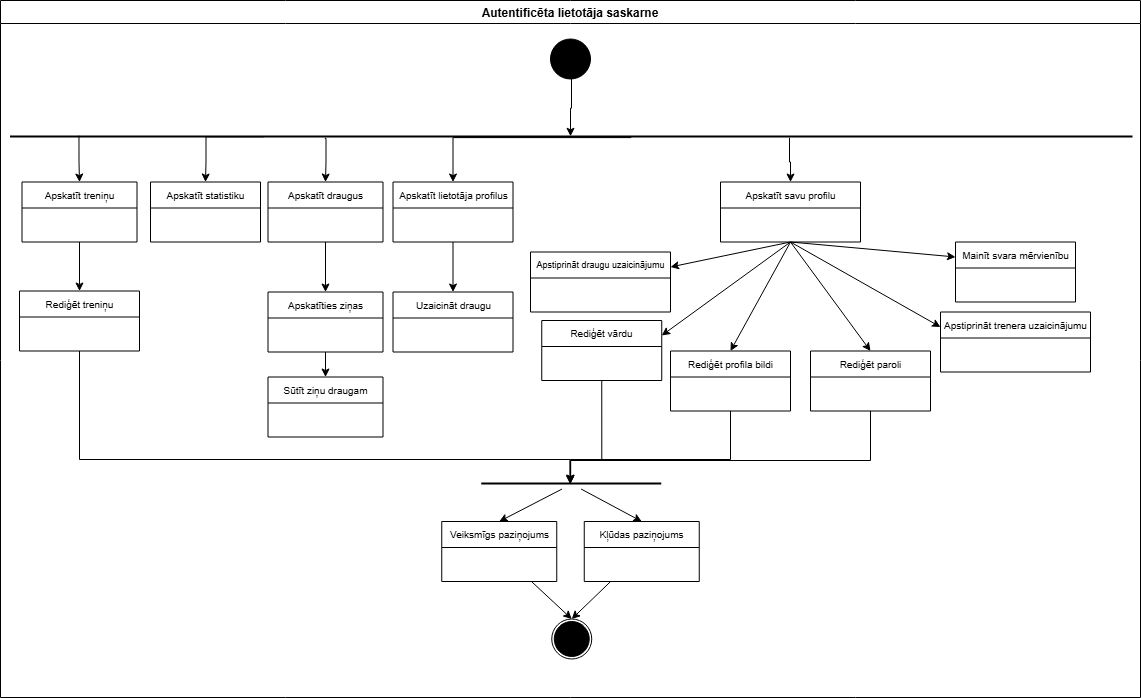 Autentificēta lietotāja saskarne
Apskatīt treniņu
Apskatīt statistiku
Apskatīt draugus
Apskatīt lietotāja profilus
Apskatīt savu profilu
Apstiprināt draugu uzaicinājumu
Mainīt svara mērvienību
Rediģēt treniņu
Apskatīties ziņas
Uzaicināt draugu
Rediģēt vārdu
Apstiprināt trenera uzaicinājumu
Rediģēt profila bildi
Rediģēt paroli
Sūtīt ziņu draugam
Veiksmīgs paziņojums
Kļūdas paziņojums